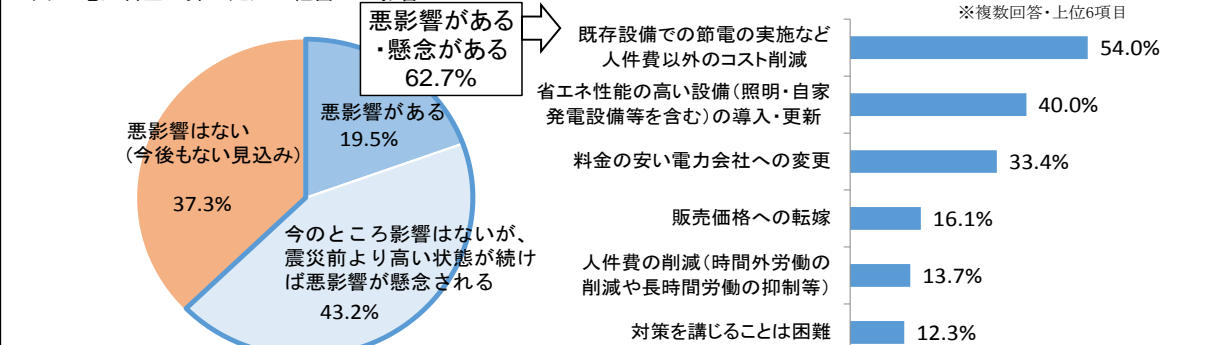 悪影響がある
・懸念がある
62.7%
悪影響がある
19.5%
悪影響はない
(今後もない見込み)
37.3%
今のところ影響はないが、
震災前より高い状態が続け
ば悪影響が懸念される
43.2%
※複数回答・上位6項目
既存設備での節電の実施など
人件費以外のコスト削減
54.0%
省エネ性能の高い設備(照明・自家
発電設備等を含む)の導入・更新
40.0%
料金の安い電力会社への変更
33.4%
販売価格への転嫁
16.1%
人件費の削減(時間外労働の
削減や長時間労働の抑制等)
13.7%
対策を講じることは困難
12.3%